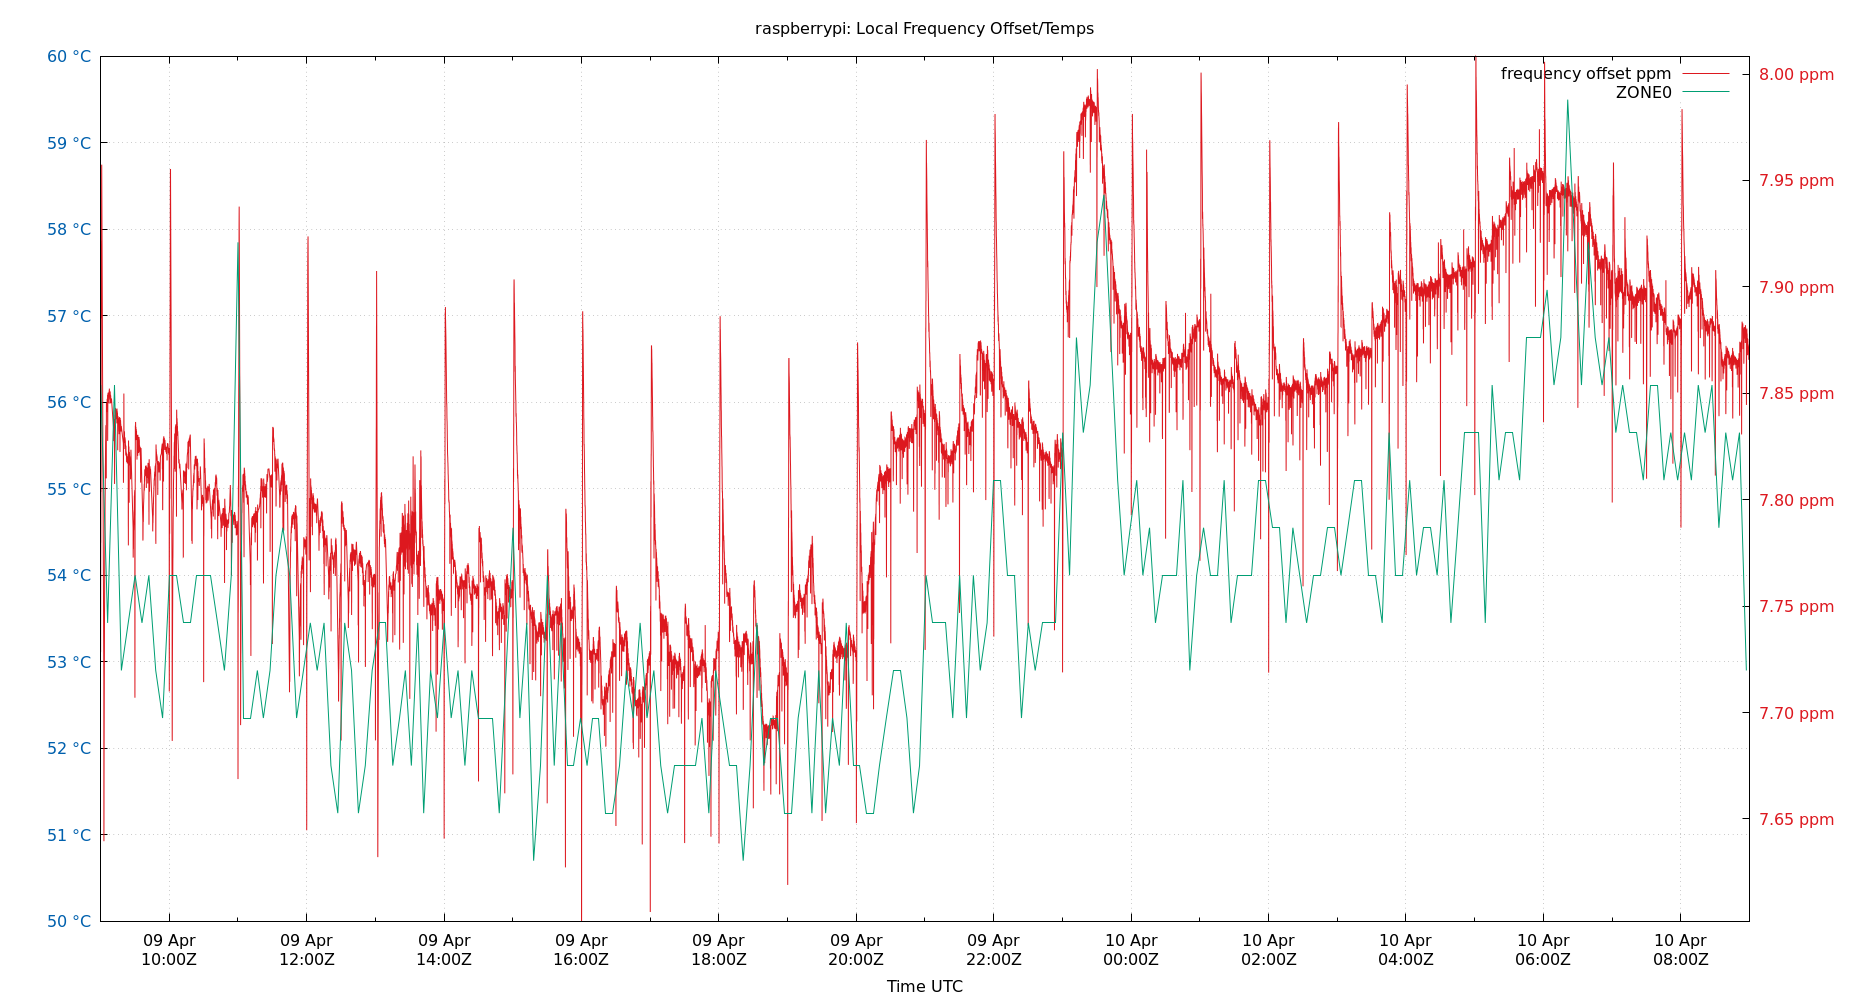 raspberrypi: Local Frequency Offset/Temps
60 °C
59 °C
58 °C
57 °C
56 °C
55 °C
54 °C
53 °C
52 °C
51 °C
50 °C
frequency offset ppm
ZONE0
8.00 ppm
7.95 ppm
7.90 ppm
7.85 ppm
7.80 ppm
7.75 ppm
7.70 ppm
7.65 ppm
09 Apr 09 Apr 09 Apr 09 Apr 09 Apr 09 Apr 09 Apr 10 Apr 10 Apr 10 Apr 10 Apr 10 Apr
10:00Z 12:00Z 14:00Z 16:00Z 18:00Z 20:00Z 22:00Z 00:00Z 02:00Z 04:00Z 06:00Z 08:00Z
Time UTC